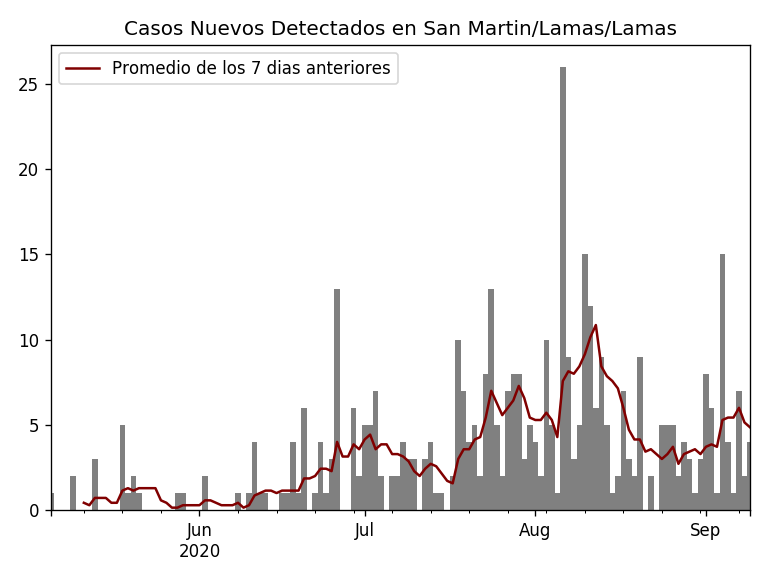 Casos Nuevos Detectados en San Martin/Lamas/Lamas
Promedio de los 7 dias anteriores
25
20
15
10
5
0
Jun
2020
Jul
Aug
Sep